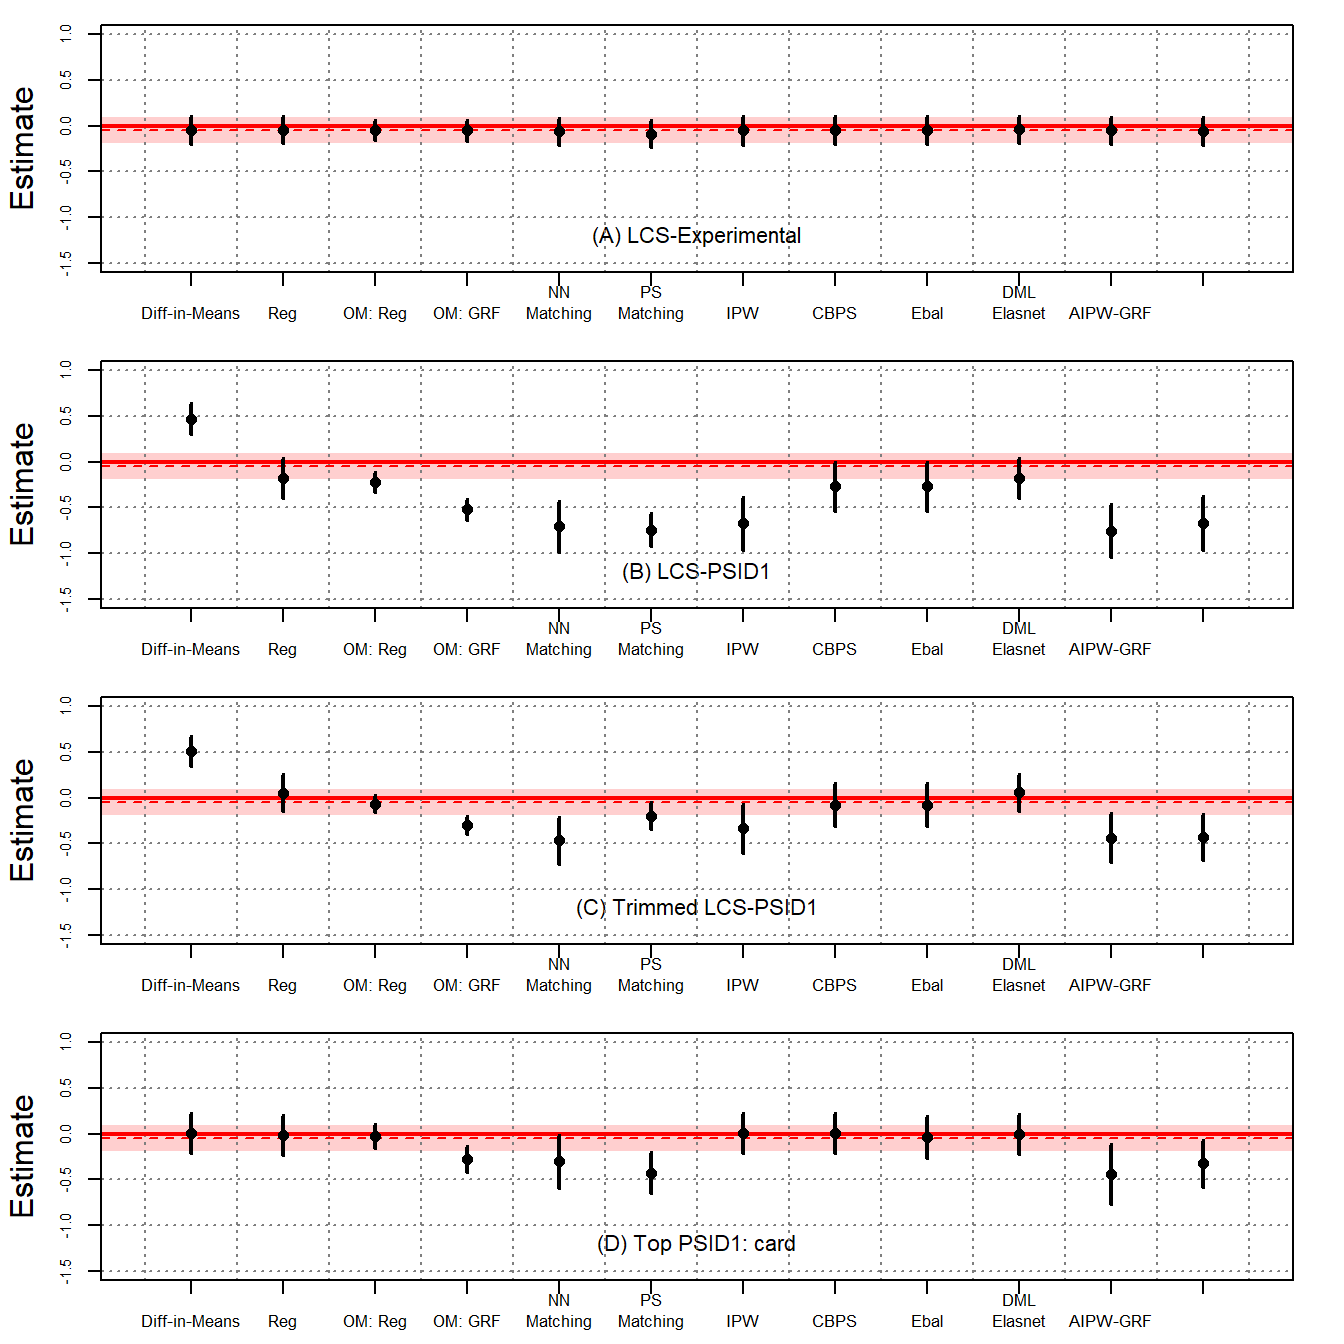 Estimate
1.0
0.5
0.0
-0.5
-1.0
-1.5
(A) LCS-Experimental
Diff-in-Means
Reg
OM: Reg
OM: GRF
NN
Matching
PS
Matching
IPW
CBPS
Ebal
DML
Elasnet
AIPW-GRF
Estimate
1.0
0.5
0.0
-0.5
-1.0
-1.5
(B) LCS-PSID1
Diff-in-Means
Reg
OM: Reg
OM: GRF
NN
Matching
PS
Matching
IPW
CBPS
Ebal
DML
Elasnet
AIPW-GRF
Estimate
1.0
0.5
0.0
-0.5
-1.0
-1.5
(C) Trimmed LCS-PSID1
Diff-in-Means
Reg
OM: Reg
OM: GRF
NN
Matching
PS
Matching
IPW
CBPS
Ebal
DML
Elasnet
AIPW-GRF
Estimate
1.0
0.5
0.0
-0.5
-1.0
-1.5
(D) Top PSID1: card
Diff-in-Means
Reg
OM: Reg
OM: GRF
NN
Matching
PS
Matching
IPW
CBPS
Ebal
DML
Elasnet
AIPW-GRF